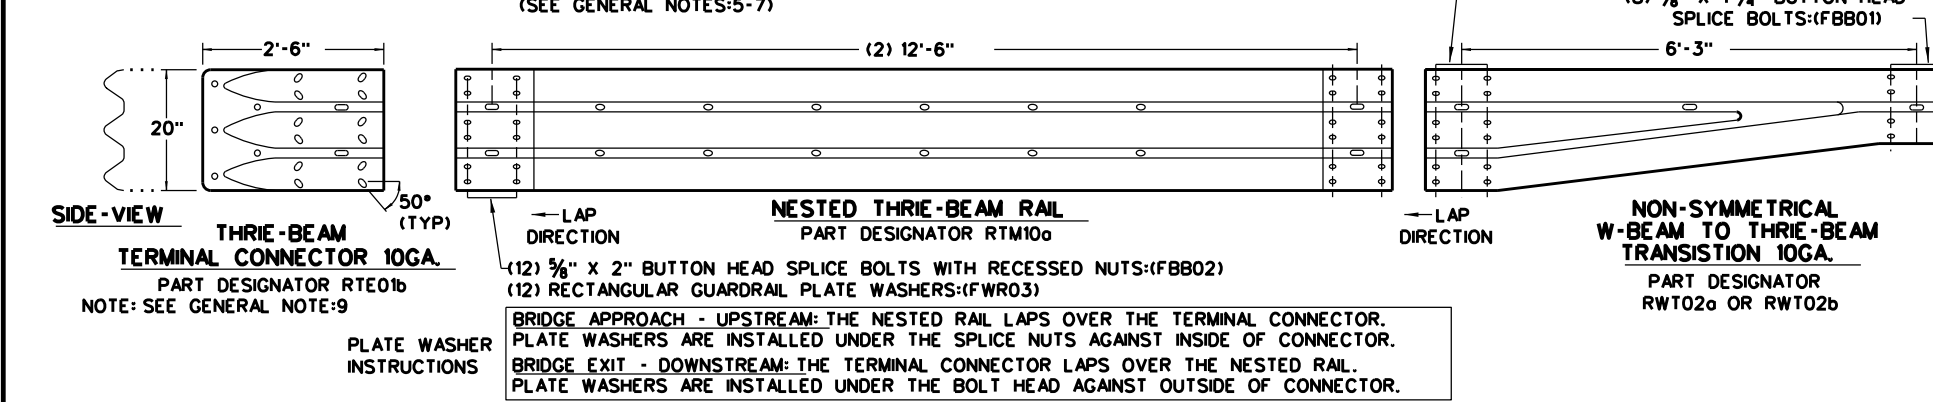 (SEE GENERAL NOTES:5-7)
SPLICE BOLTS:(FBB01)
2'-6"
(2) 12'-6"
6'-3"
20"
50°
(TYP)
SIDE-VIEW
THRIE-BEAM
TERMINAL CONNECTOR 10GA.
PART DESIGNATOR RTE01b
NOTE: SEE GENERAL NOTE:9
LAP
DIRECTION
NESTED THRIE-BEAM RAIL
PART DESIGNATOR RTM10a
LAP
DIRECTION
NON-SYMMETRICAL
W-BEAM TO THRIE-BEAM
TRANSISTION 10GA.
PART DESIGNATOR
RWT02a OR RWT02b
(12) 5/8" X 2" BUTTON HEAD SPLICE BOLTS WITH RECESSED NUTS:(FBB02)
(12) RECTANGULAR GUARDRAIL PLATE WASHERS:(FWR03)
PLATE WASHER
INSTRUCTIONS
BRIDGE APPROACH - UPSTREAM: THE NESTED RAIL LAPS OVER THE TERMINAL CONNECTOR.
PLATE WASHERS ARE INSTALLED UNDER THE SPLICE NUTS AGAINST INSIDE OF CONNECTOR.
BRIDGE EXIT - DOWNSTREAM: THE TERMINAL CONNECTOR LAPS OVER THE NESTED RAIL.
PLATE WASHERS ARE INSTALLED UNDER THE BOLT HEAD AGAINST OUTSIDE OF CONNECTOR.